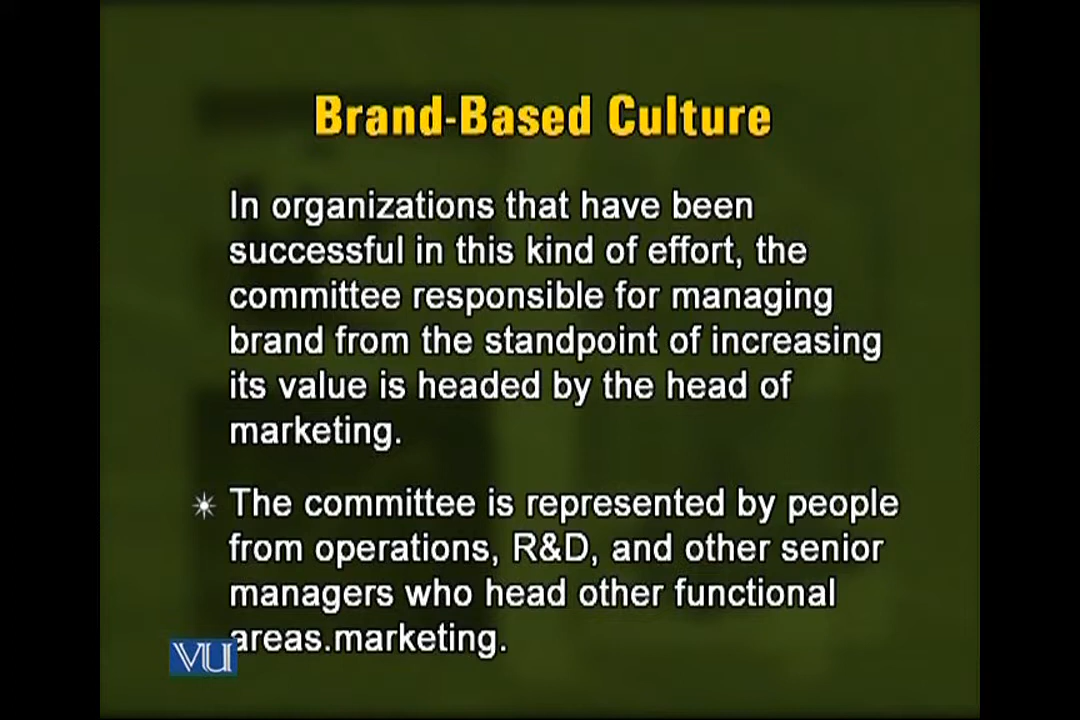 Brand-Based Culture
In organizations that have been
successful in this kind of effort, the
committee responsible for managing
brand from the standpoint of increasing
its value is headed by the head of
marketing.
The committee is represented by people
from operations, R&D, and other senior
managers who head other functional
areas.marketing.
VU